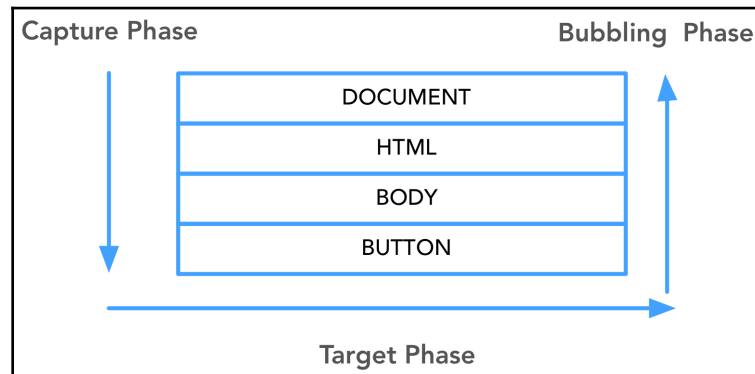 Capture Phase
Bubbling Phase
DOCUMENT
HTML
BODY
BUTTON
Target Phase